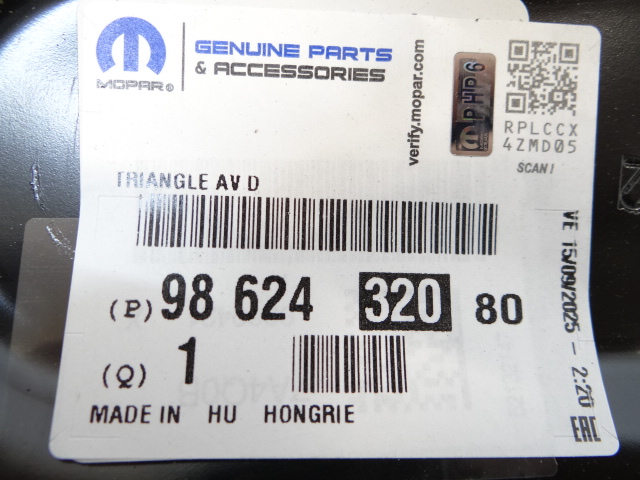 MOPAR®
GENUINE PARTS
& ACCESSORIES
verify.mopar.com
PHP6
RPLCCX
4ZMD05
SCAN!
TRIANGLE AV D
(P) 98 624 320 80
(Q) 1
MADE IN HU HONGRIE
VE 15/09/2025 - 2:20
EAC